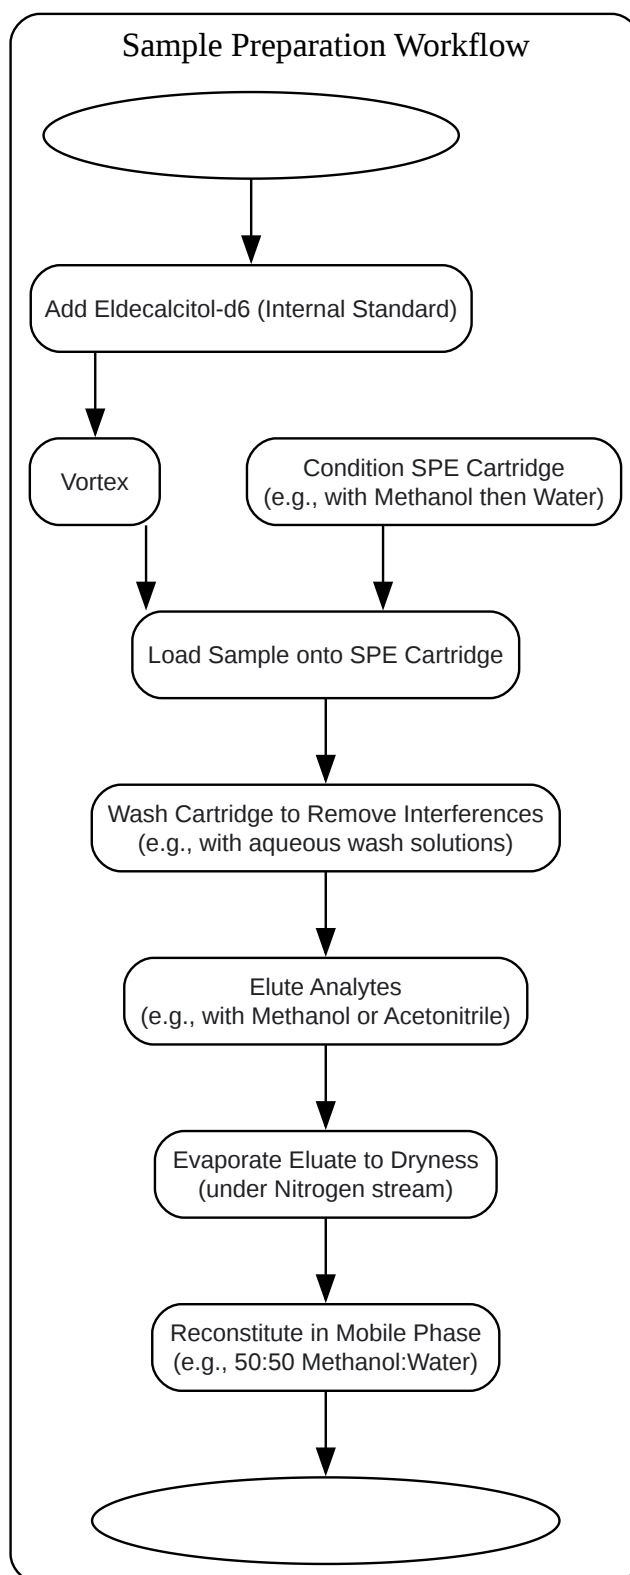 Sample Preparation Workflow
Add Eldecalcitol-d6 (Internal Standard)
Vortex
Condition SPE Cartridge
(e.g., with Methanol then Water)
Load Sample onto SPE Cartridge
Wash Cartridge to Remove Interferences
(e.g., with aqueous wash solutions)
Elute Analytes
(e.g., with Methanol or Acetonitrile)
Evaporate Eluate to Dryness
(under Nitrogen stream)
Reconstitute in Mobile Phase
(e.g., 50:50 Methanol:Water)